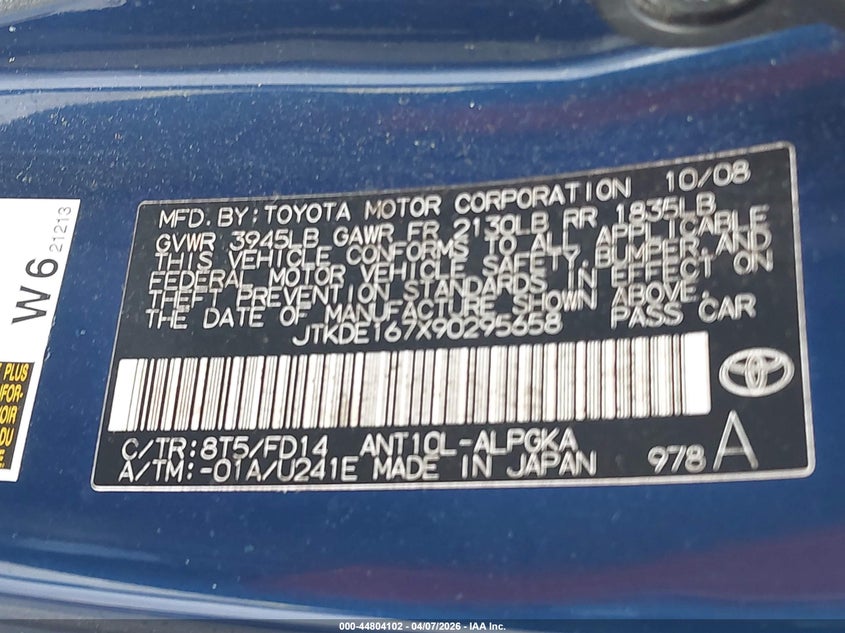 MFD. BY: TOYOTA MOTOR CORPORATION 10/08
GVWR 3945LB GAWR FR 2130LB RR 1835LB
THIS VEHICLE CONFORMS TO ALL APPLICABLE
FEDERAL MOTOR VEHICLE SAFETY, BUMPER, AND
THEFT PREVENTION STANDARDS IN EFFECT ON
THE DATE OF MANUFACTURE SHOWN ABOVE.
JTKDE167X90295658 PASS CAR
C/TR: 8T5/FD14 ANT10L-ALPGKA
A/TM: -01A/U241E MADE IN JAPAN 978 A
W6 21213
PLUS
OIR
DU
000-44804102 - 04/07/2026 - IAA Inc.